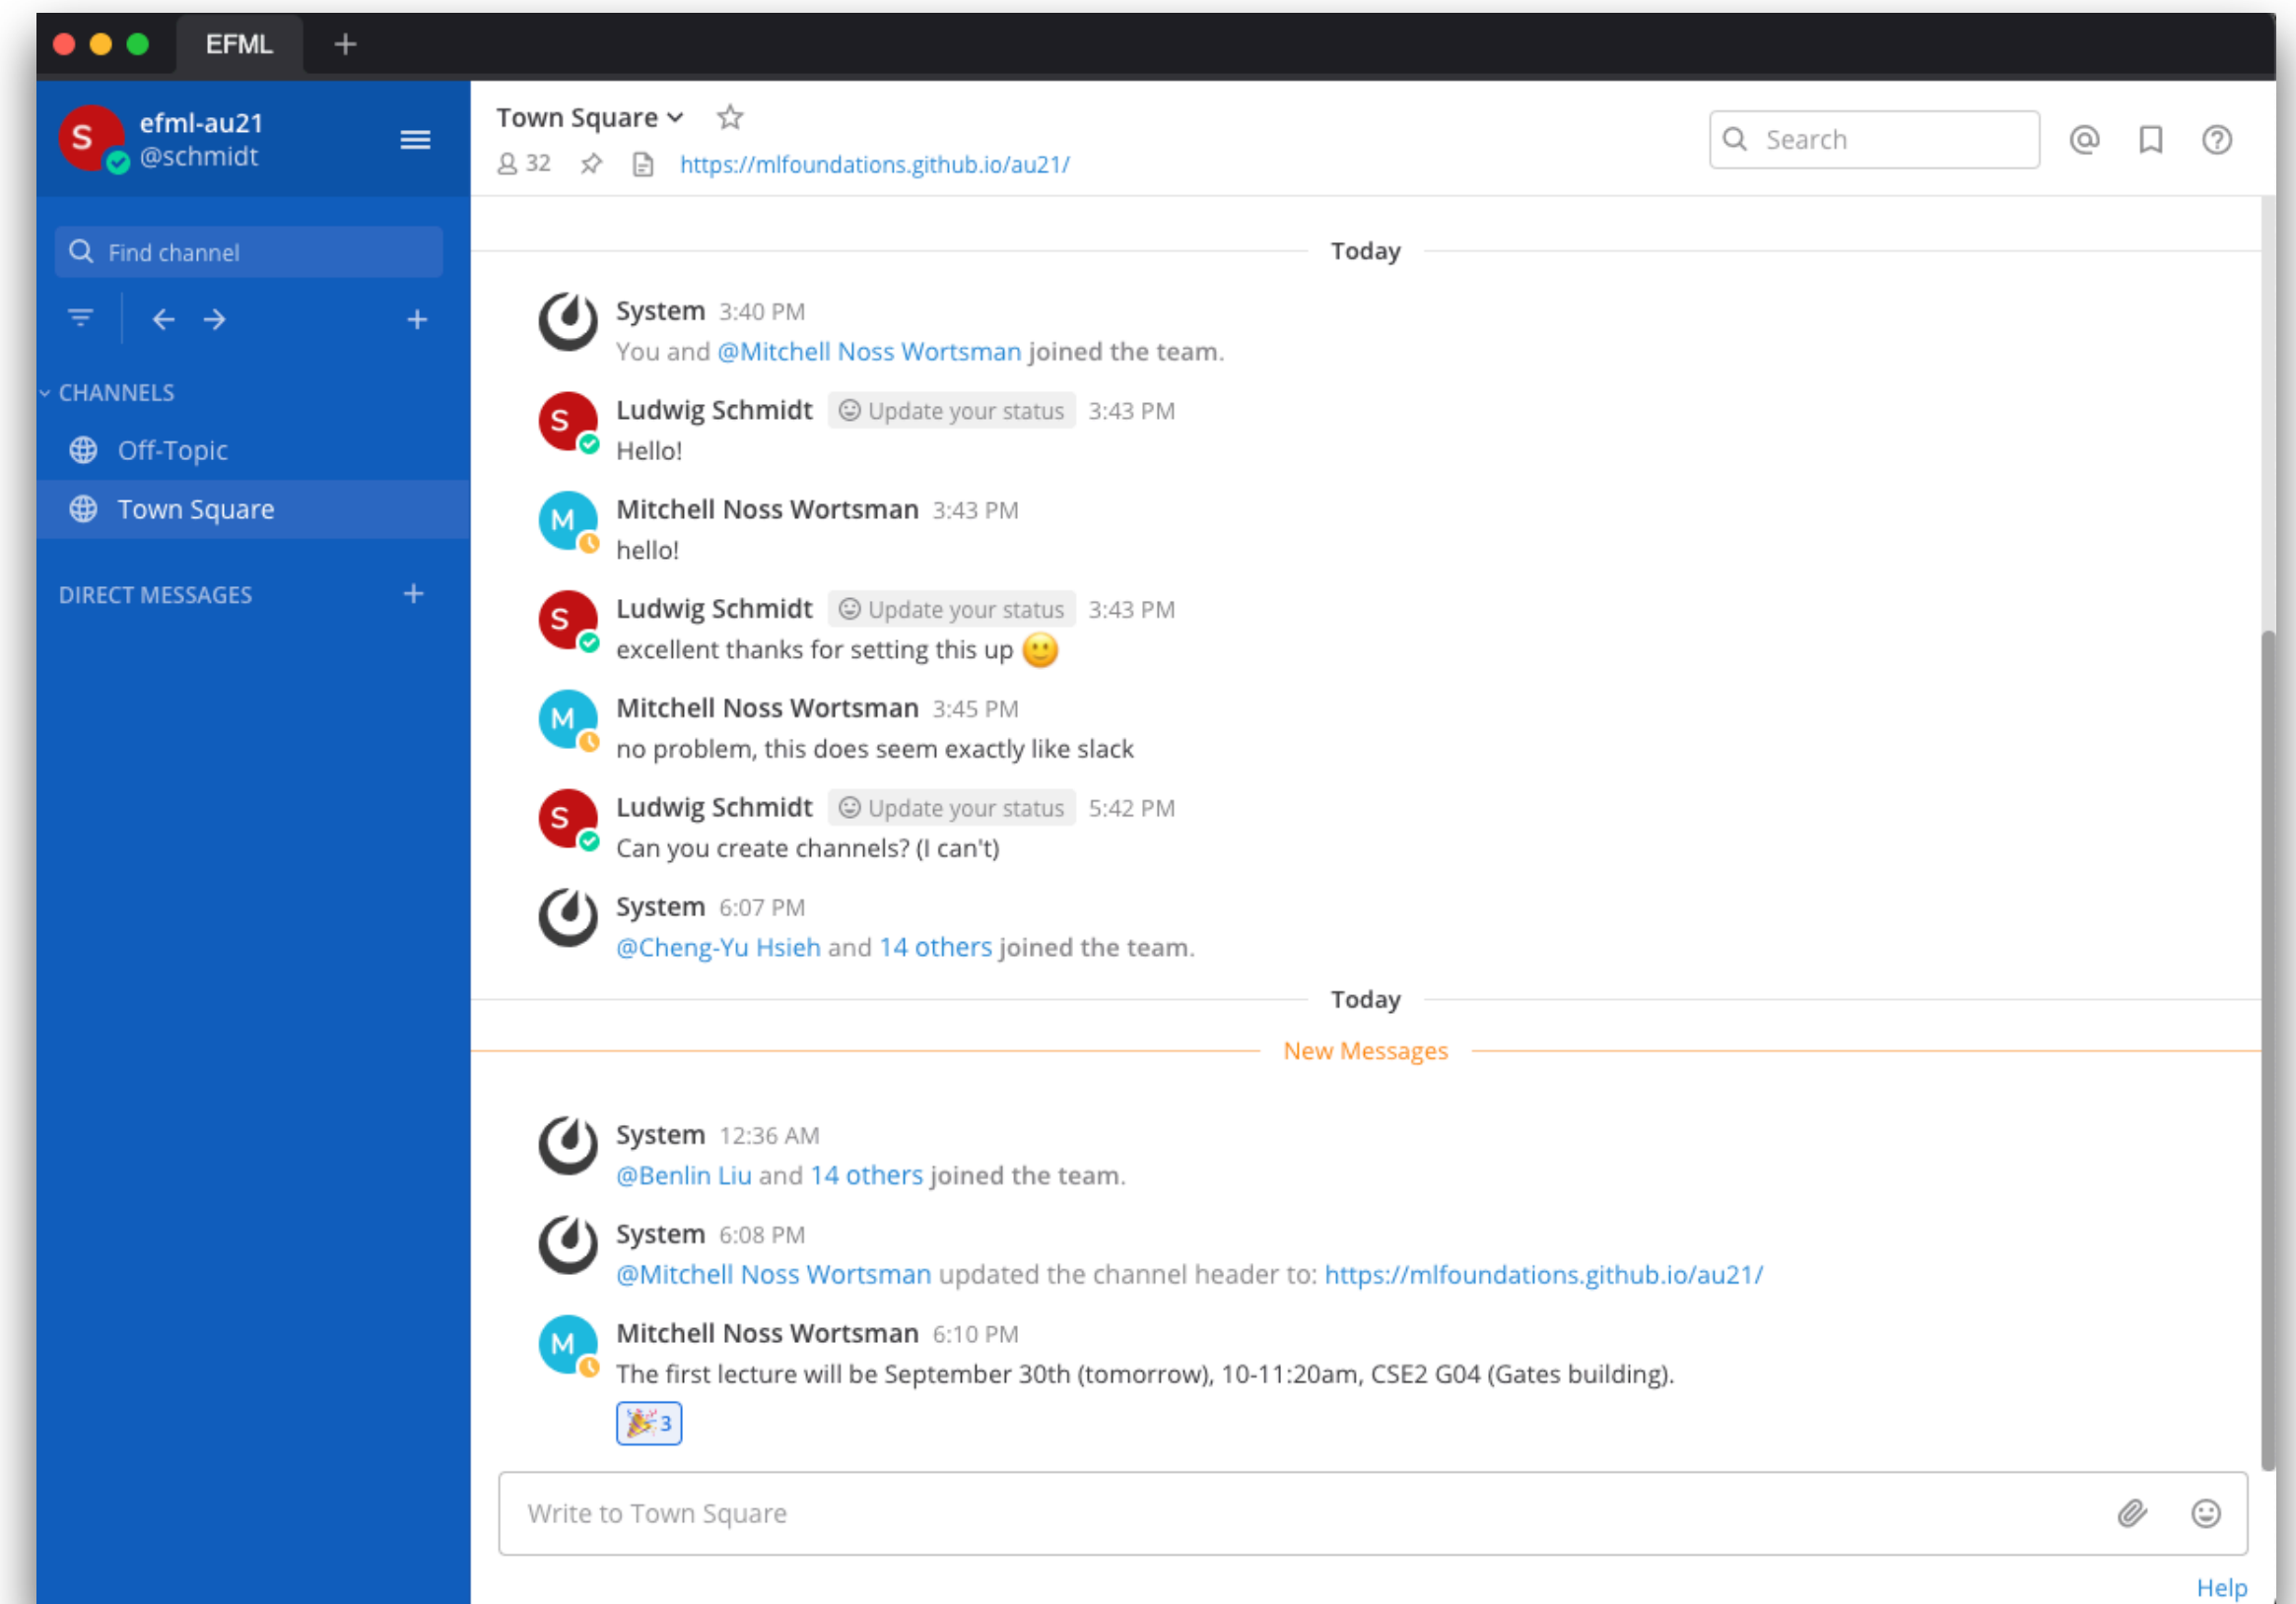 EFML
S
efml-au21
@schmidt
Find channel
CHANNELS
Off-Topic
Town Square
DIRECT MESSAGES
Town Square
32 https://mlfoundations.github.io/au21/
Search
Today
System 3:40 PM
You and @Mitchell Noss Wortsman joined the team.
S
Ludwig Schmidt Update your status 3:43 PM
Hello!
M
Mitchell Noss Wortsman 3:43 PM
hello!
S
Ludwig Schmidt Update your status 3:43 PM
excellent thanks for setting this up 🙂
M
Mitchell Noss Wortsman 3:45 PM
no problem, this does seem exactly like slack
S
Ludwig Schmidt Update your status 5:42 PM
Can you create channels? (I can't)
System 6:07 PM
@Cheng-Yu Hsieh and 14 others joined the team.
Today
New Messages
System 12:36 AM
@Benlin Liu and 14 others joined the team.
System 6:08 PM
@Mitchell Noss Wortsman updated the channel header to: https://mlfoundations.github.io/au21/
M
Mitchell Noss Wortsman 6:10 PM
The first lecture will be September 30th (tomorrow), 10-11:20am, CSE2 G04 (Gates building).
🎉 3
Write to Town Square
Help